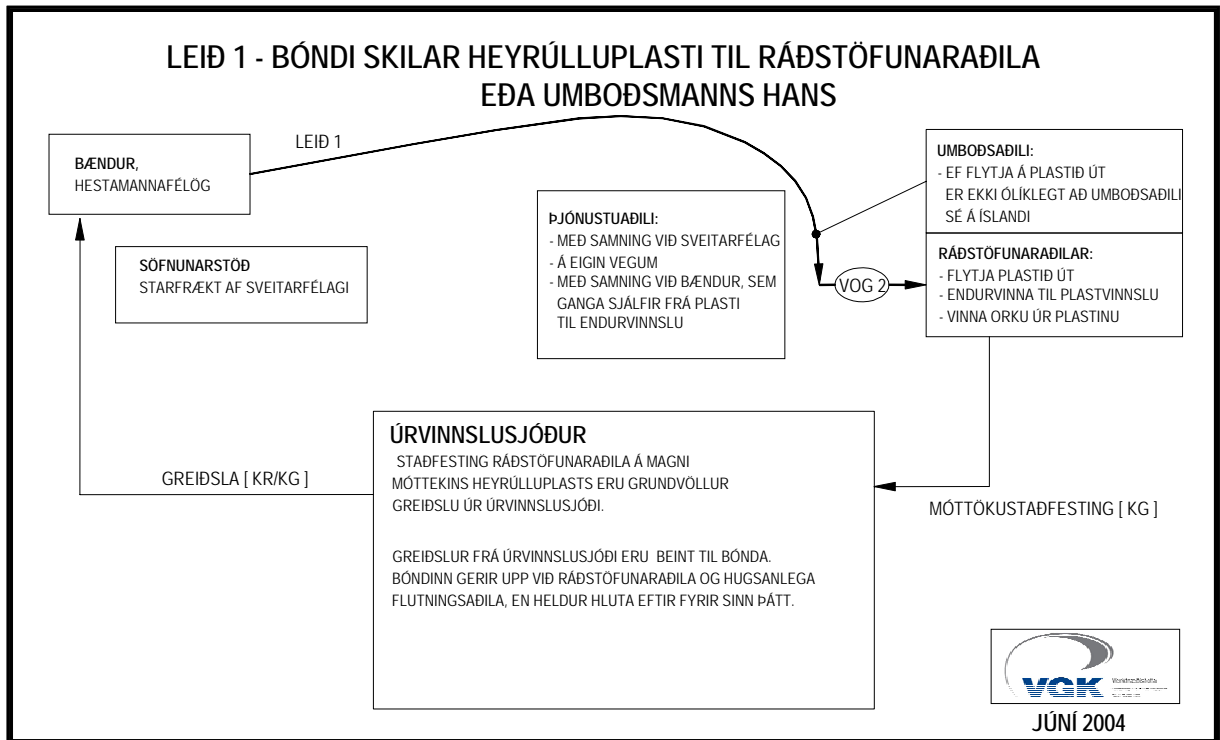 LEIÐ 1 - BÓNDI SKILAR HEYRÚLLUPLASTI TIL RÁÐSTÖFUNARAÐILA
EÐA UMBOÐSMANNS HANS
LEIÐ 1
BÆNDUR,
HESTAMANNAFÉLÖG
SÖFNUNARSTÖÐ
STARFRÆKT AF SVEITARFÉLAGI
ÞJÓNUSTUAÐILI:
- MEÐ SAMNING VIÐ SVEITARFÉLAG
- Á EIGIN VEGUM
- MEÐ SAMNING VIÐ BÆNDUR, SEM
GANGA SJÁLFIR FRÁ PLASTI
TIL ENDURVINNSLU
VOG 2
UMBOÐSAÐILI:
- EF FLYTJA Á PLASTIÐ ÚT
ER EKKI ÓLÍKLEGT AÐ UMBOÐSAÐILI
SÉ Á ÍSLANDI
RÁÐSTÖFUNARAÐILAR:
- FLYTJA PLASTIÐ ÚT
- ENDURVINNA TIL PLASTVINNSLU
- VINNA ORKU ÚR PLASTINU
GREIÐSLA [ KR/KG ]
ÚRVINNSLUSJÓÐUR
STAÐFESTING RÁÐSTÖFUNARAÐILA Á MAGNI
MÓTTEKINS HEYRÚLLUPLASTS ERU GRUNDVÖLLUR
GREIÐSLU ÚR ÚRVINNSLUSJÓÐI.
GREIÐSLUR FRÁ ÚRVINNSLUSJÓÐI ERU BEINT TIL BÓNDA.
BÓNDINN GERIR UPP VIÐ RÁÐSTÖFUNARAÐILA OG HUGSANLEGA
FLUTNINGSAÐILA, EN HELDUR HLUTA EFTIR FYRIR SINN ÞÁTT.
MÓTTÖKUSTAÐFESTING [ KG ]
VGK
JÚNÍ 2004